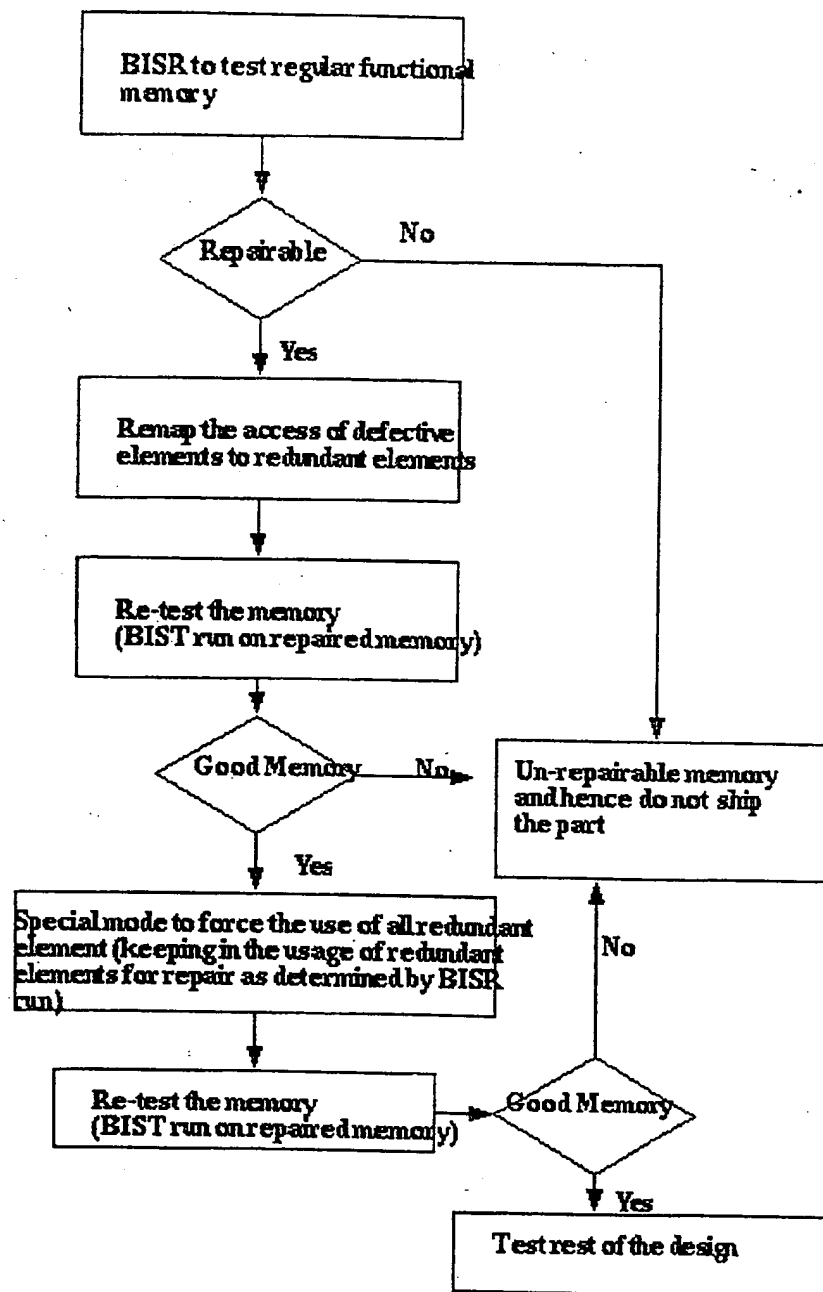 BISR to test regular functional
memory
Repairable
No
Yes
Remap the access of defective
elements to redundant elements
Re-test the memory
(BIST run on repaired memory)
Good Memory
No
Un-repairable memory
and hence do not ship
the part
Yes
Special mode to force the use of all redundant
element (keeping in the usage of redundant
elements for repair as determined by BISR
run)
No
Re-test the memory
(BIST run on repaired memory)
Good Memory
Yes
Test rest of the design